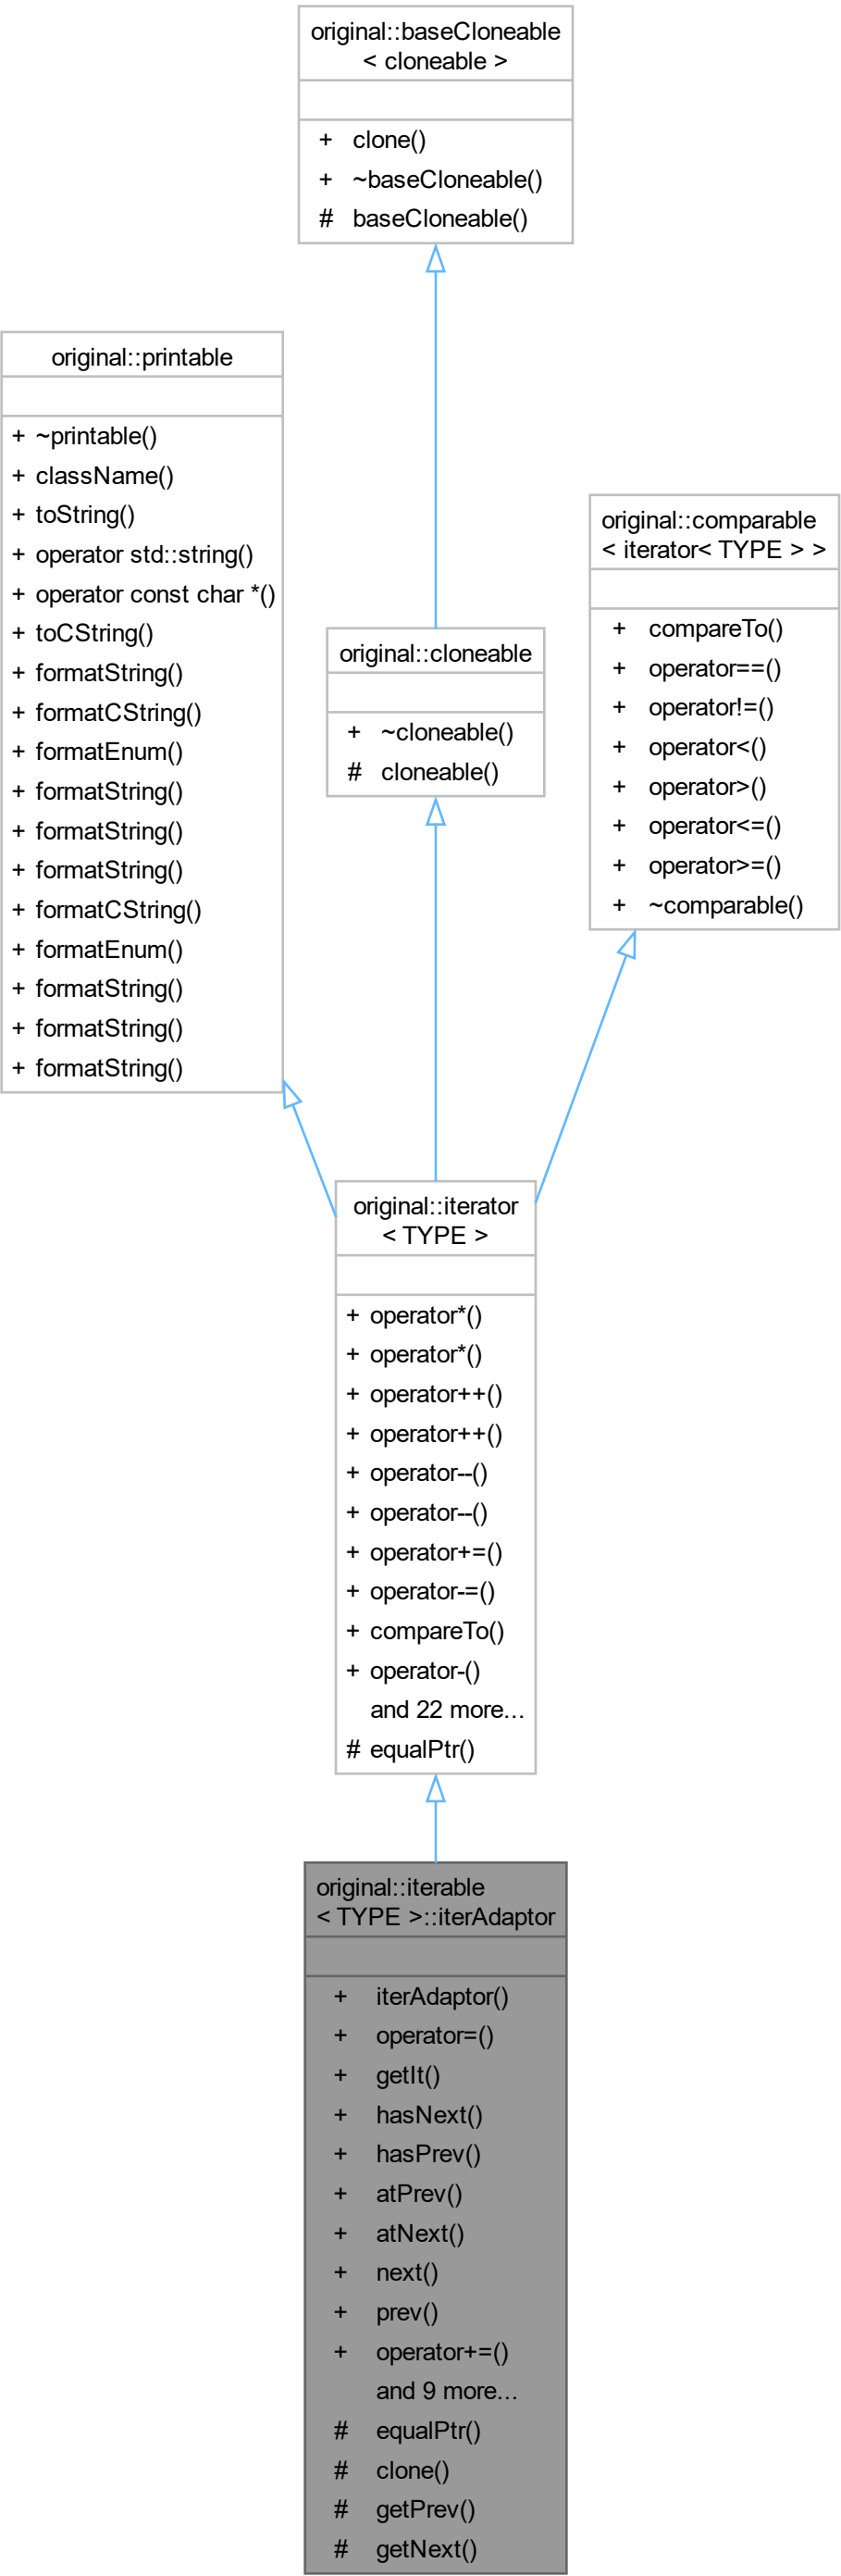 original::baseCloneable
< cloneable >
+ clone()
+ ~baseCloneable()
# baseCloneable()
original::printable
+ ~printable()
+ className()
+ toString()
+ operator std::string()
+ operator const char *()
+ toCString()
+ formatString()
+ formatCString()
+ formatEnum()
+ formatString()
+ formatString()
+ formatString()
+ formatCString()
+ formatEnum()
+ formatString()
+ formatString()
+ formatString()
original::cloneable
+ ~cloneable()
# cloneable()
original::comparable
< iterator< TYPE > >
+ compareTo()
+ operator==()
+ operator!=()
+ operator<()
+ operator>()
+ operator<=()
+ operator>=()
+ ~comparable()
original::iterator
< TYPE >
+ operator*()
+ operator*()
+ operator++()
+ operator++()
+ operator--()
+ operator--()
+ operator+=()
+ operator-=()
+ compareTo()
+ operator-()
and 22 more...
# equalPtr()
original::iterable
< TYPE >::iterAdaptor
+ iterAdaptor()
+ operator=()
+ getIt()
+ hasNext()
+ hasPrev()
+ atPrev()
+ atNext()
+ next()
+ prev()
+ operator+=()
and 9 more...
# equalPtr()
# clone()
# getPrev()
# getNext()